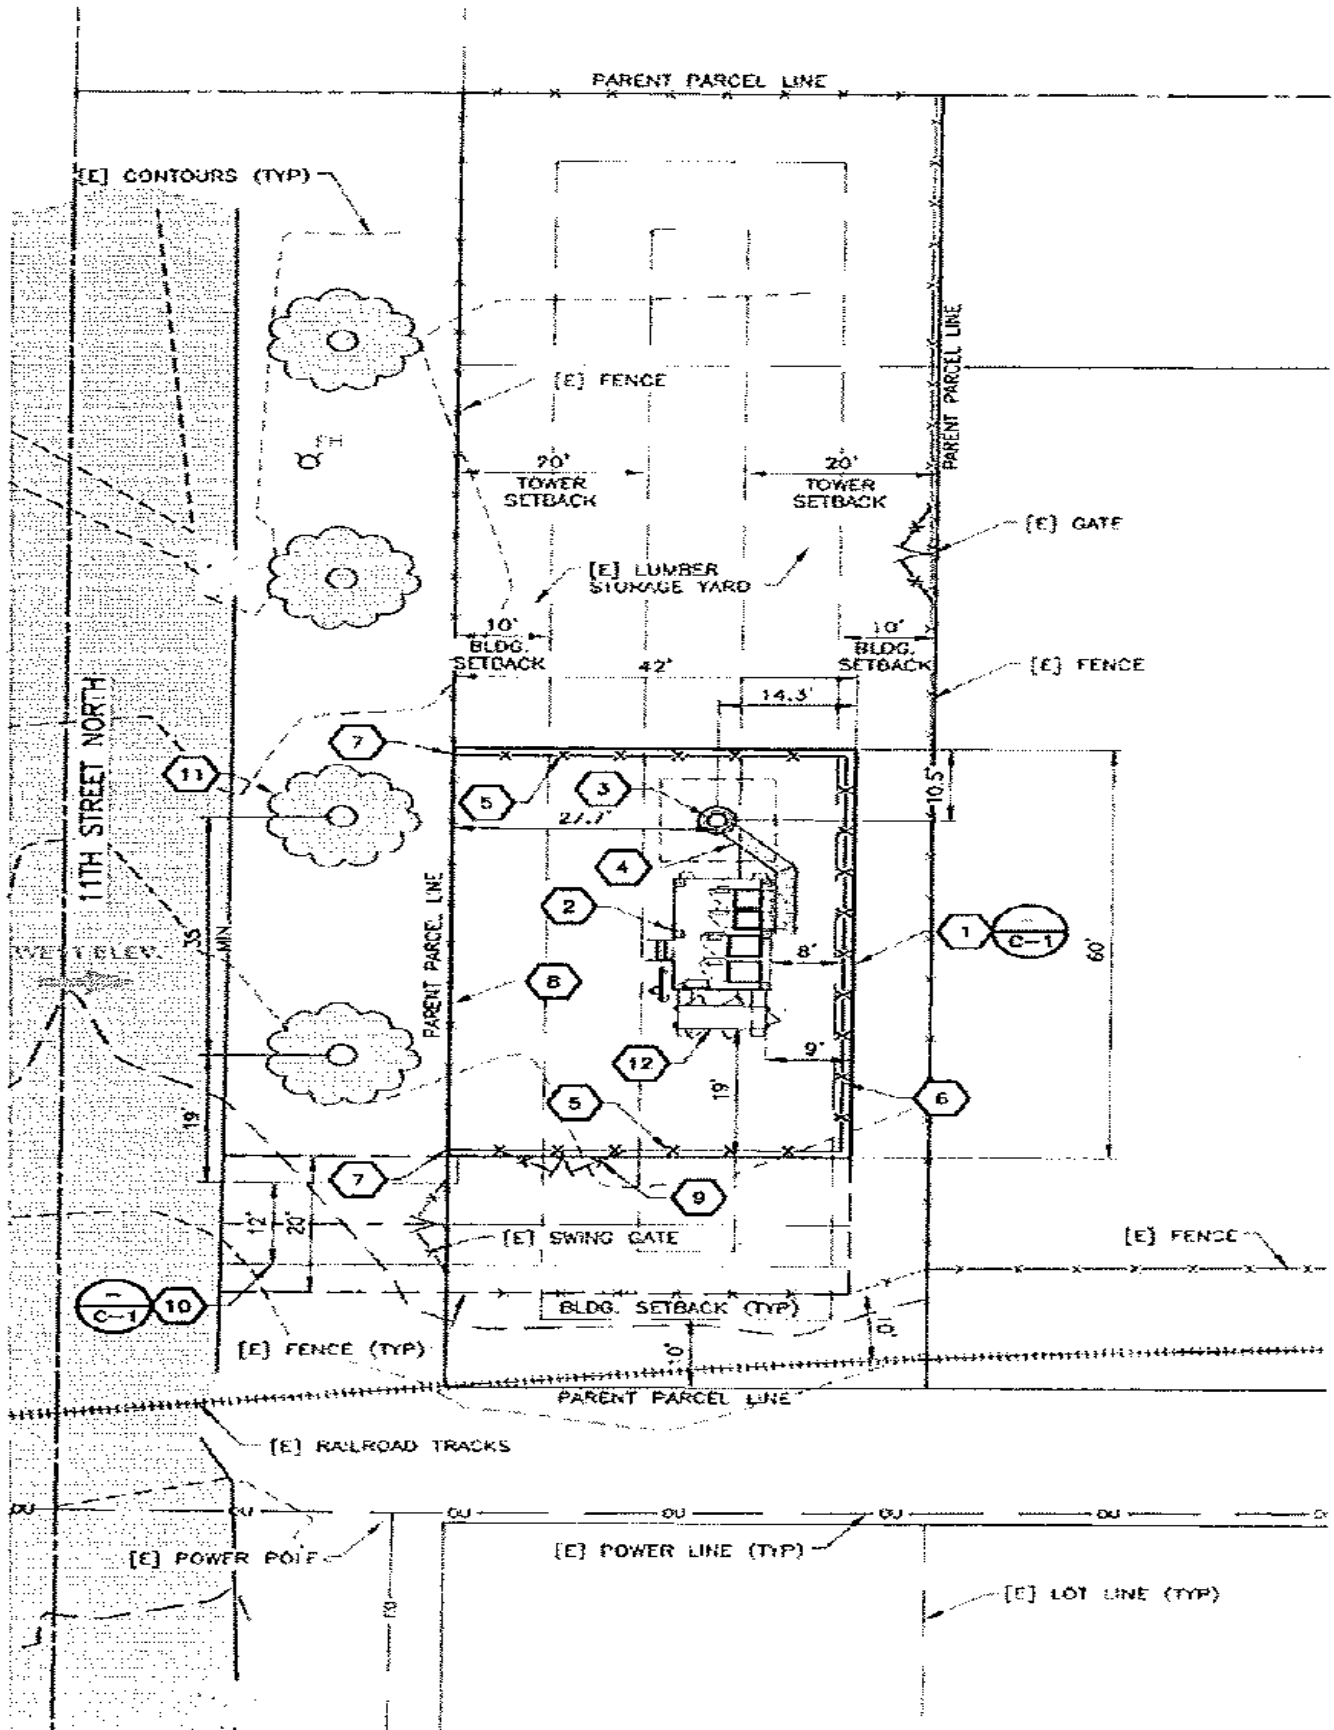 PARENT PARCEL LINE
[E] CONTOURS (TYP)
PARENT PARCEL LINE
[E] FENCE
FH
20'
TOWER
SETBACK
20'
TOWER
SETBACK
[E] GATE
[E] LUMBER
STORAGE YARD
10'
BLDG.
SETBACK
10'
BLDG.
SETBACK
42'
[E] FENCE
14.3'
11TH STREET NORTH
7
11
5
3
10.5'
27.7'
4
PARENT PARCEL LINE
2
35'
MIN
1
C-1
60'
8'
8
12
9'
19'
5
6
19'
7
9
12'
20'
[E] SWING GATE
[E] FENCE
C-1
10
BLDG. SETBACK (TYP)
[E] FENCE (TYP)
10'
10'
PARENT PARCEL LINE
[E] RAILROAD TRACKS
OU
OU
OU
OU
OU
OU
[E] POWER POLE
[E] POWER LINE (TYP)
OU
[E] LOT LINE (TYP)